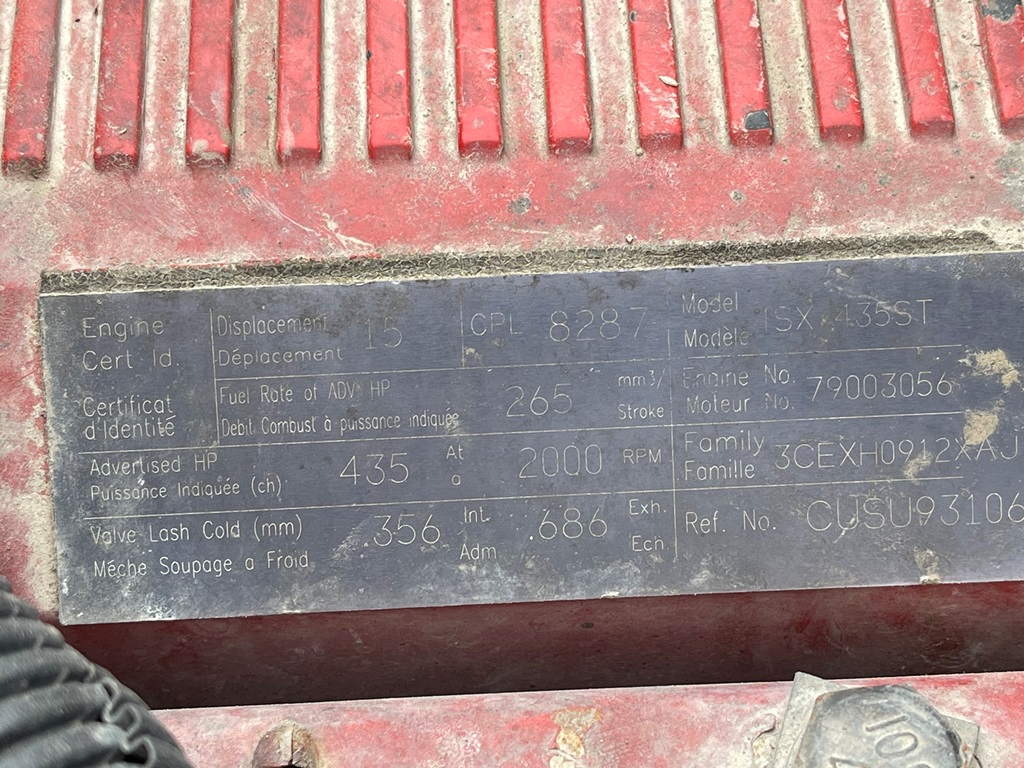 Engine
Cert Id.
Certificat
d'Identité
Displacement 15
Déplacement
CPL 8287
Model ISX 435ST
Modèle
Fuel Rate of ADV HP 265 mm3/
Debit Combust à puissance indiquée Stroke
Engine No. 79003056
Moteur No.
Advertised HP 435 At 2000 RPM
Puissance Indiquée (ch) a
Family 3CEXH0912XAJ
Famille
Valve Lash Cold (mm) .356 Int. .686 Exh.
Méche Soupage a Froid Adm Ech
Ref. No. CUSU93106
10